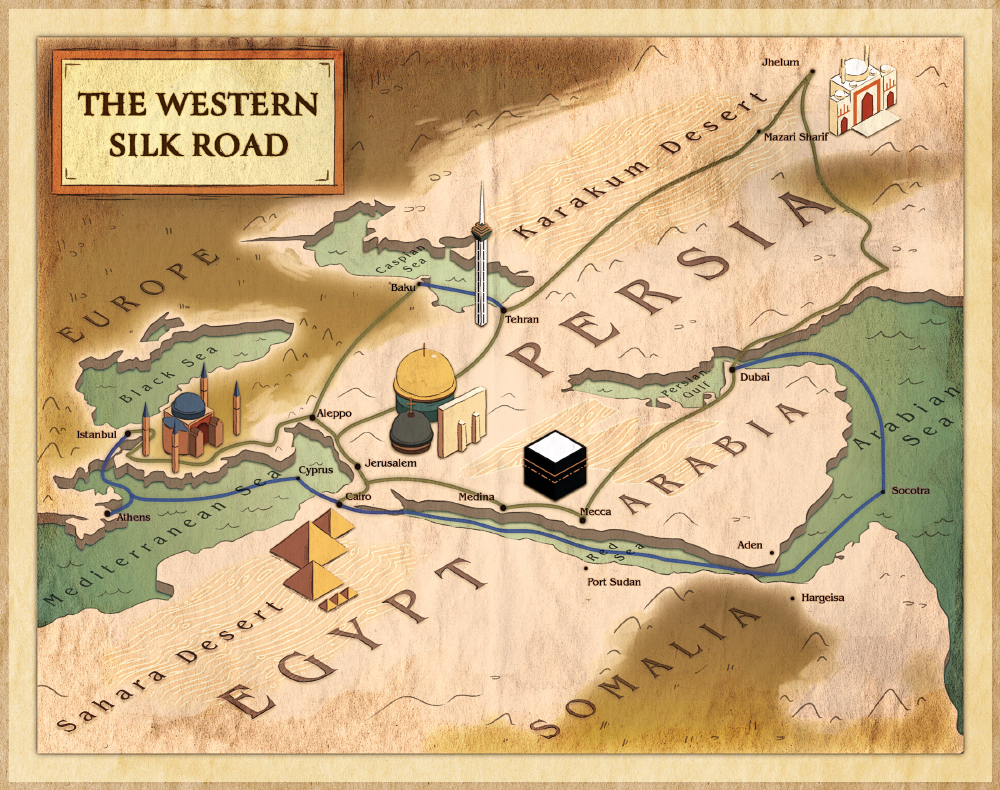 THE WESTERN
SILK ROAD
Jhelum
Mazari Sharif
Karakum Desert
PERSIA
EUROPE
Caspian
Sea
Baku
Tehran
Black Sea
Persian
Gulf
Dubai
Aleppo
Istanbul
ARABIA
Arabian
Sea
Jerusalem
Cyprus
Mediterranean Sea
Cairo
Medina
Mecca
Socotra
Athens
Red
Sea
Aden
Port Sudan
Hargeisa
EGYPT
Sahara Desert
SOMALIA